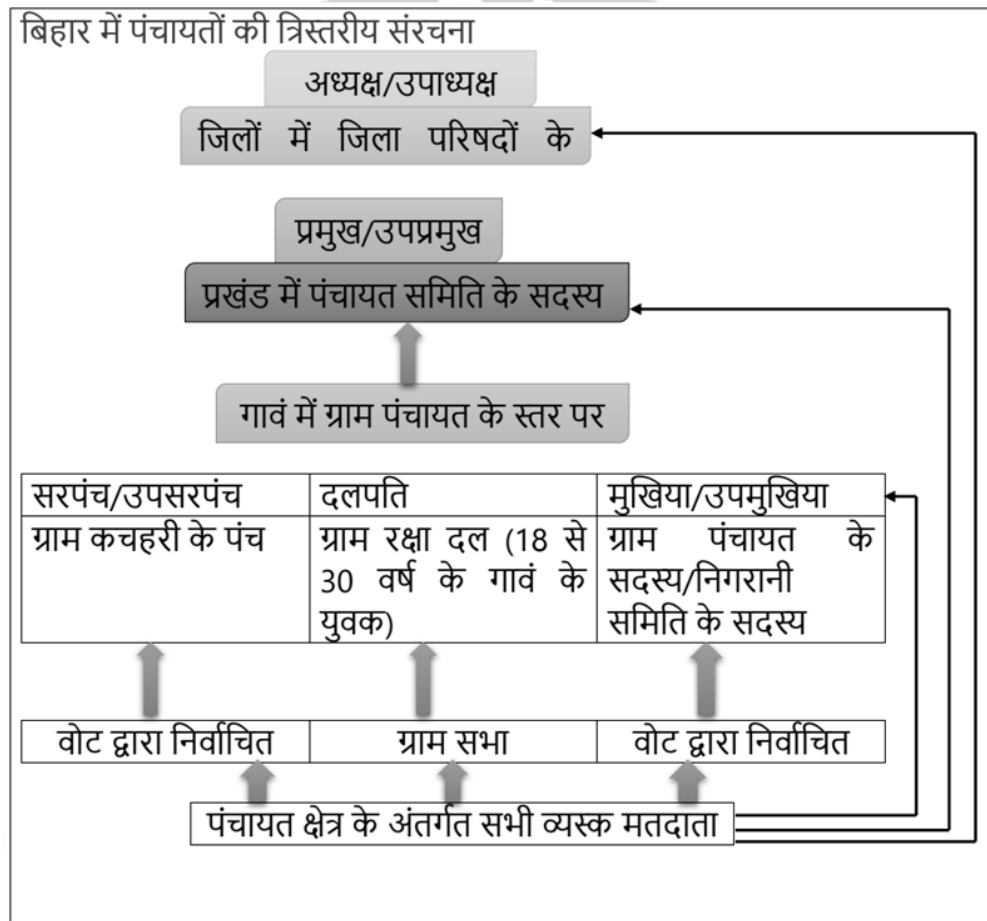 बिहार में पंचायतों की त्रिस्तरीय संरचना
अध्यक्ष/उपाध्यक्ष
जिलों में जिला परिषदों के
प्रमुख/उपप्रमुख
प्रखंड में पंचायत समिति के सदस्य
गावं में ग्राम पंचायत के स्तर पर
सरपंच/उपसरपंच
दलपति
मुखिया/उपमुखिया
ग्राम कचहरी के पंच
ग्राम रक्षा दल (18 से
30 वर्ष के गावं के
युवक)
ग्राम पंचायत के
सदस्य/निगरानी
समिति के सदस्य
वोट द्वारा निर्वाचित
ग्राम सभा
वोट द्वारा निर्वाचित
पंचायत क्षेत्र के अंतर्गत सभी व्यस्क मतदाता